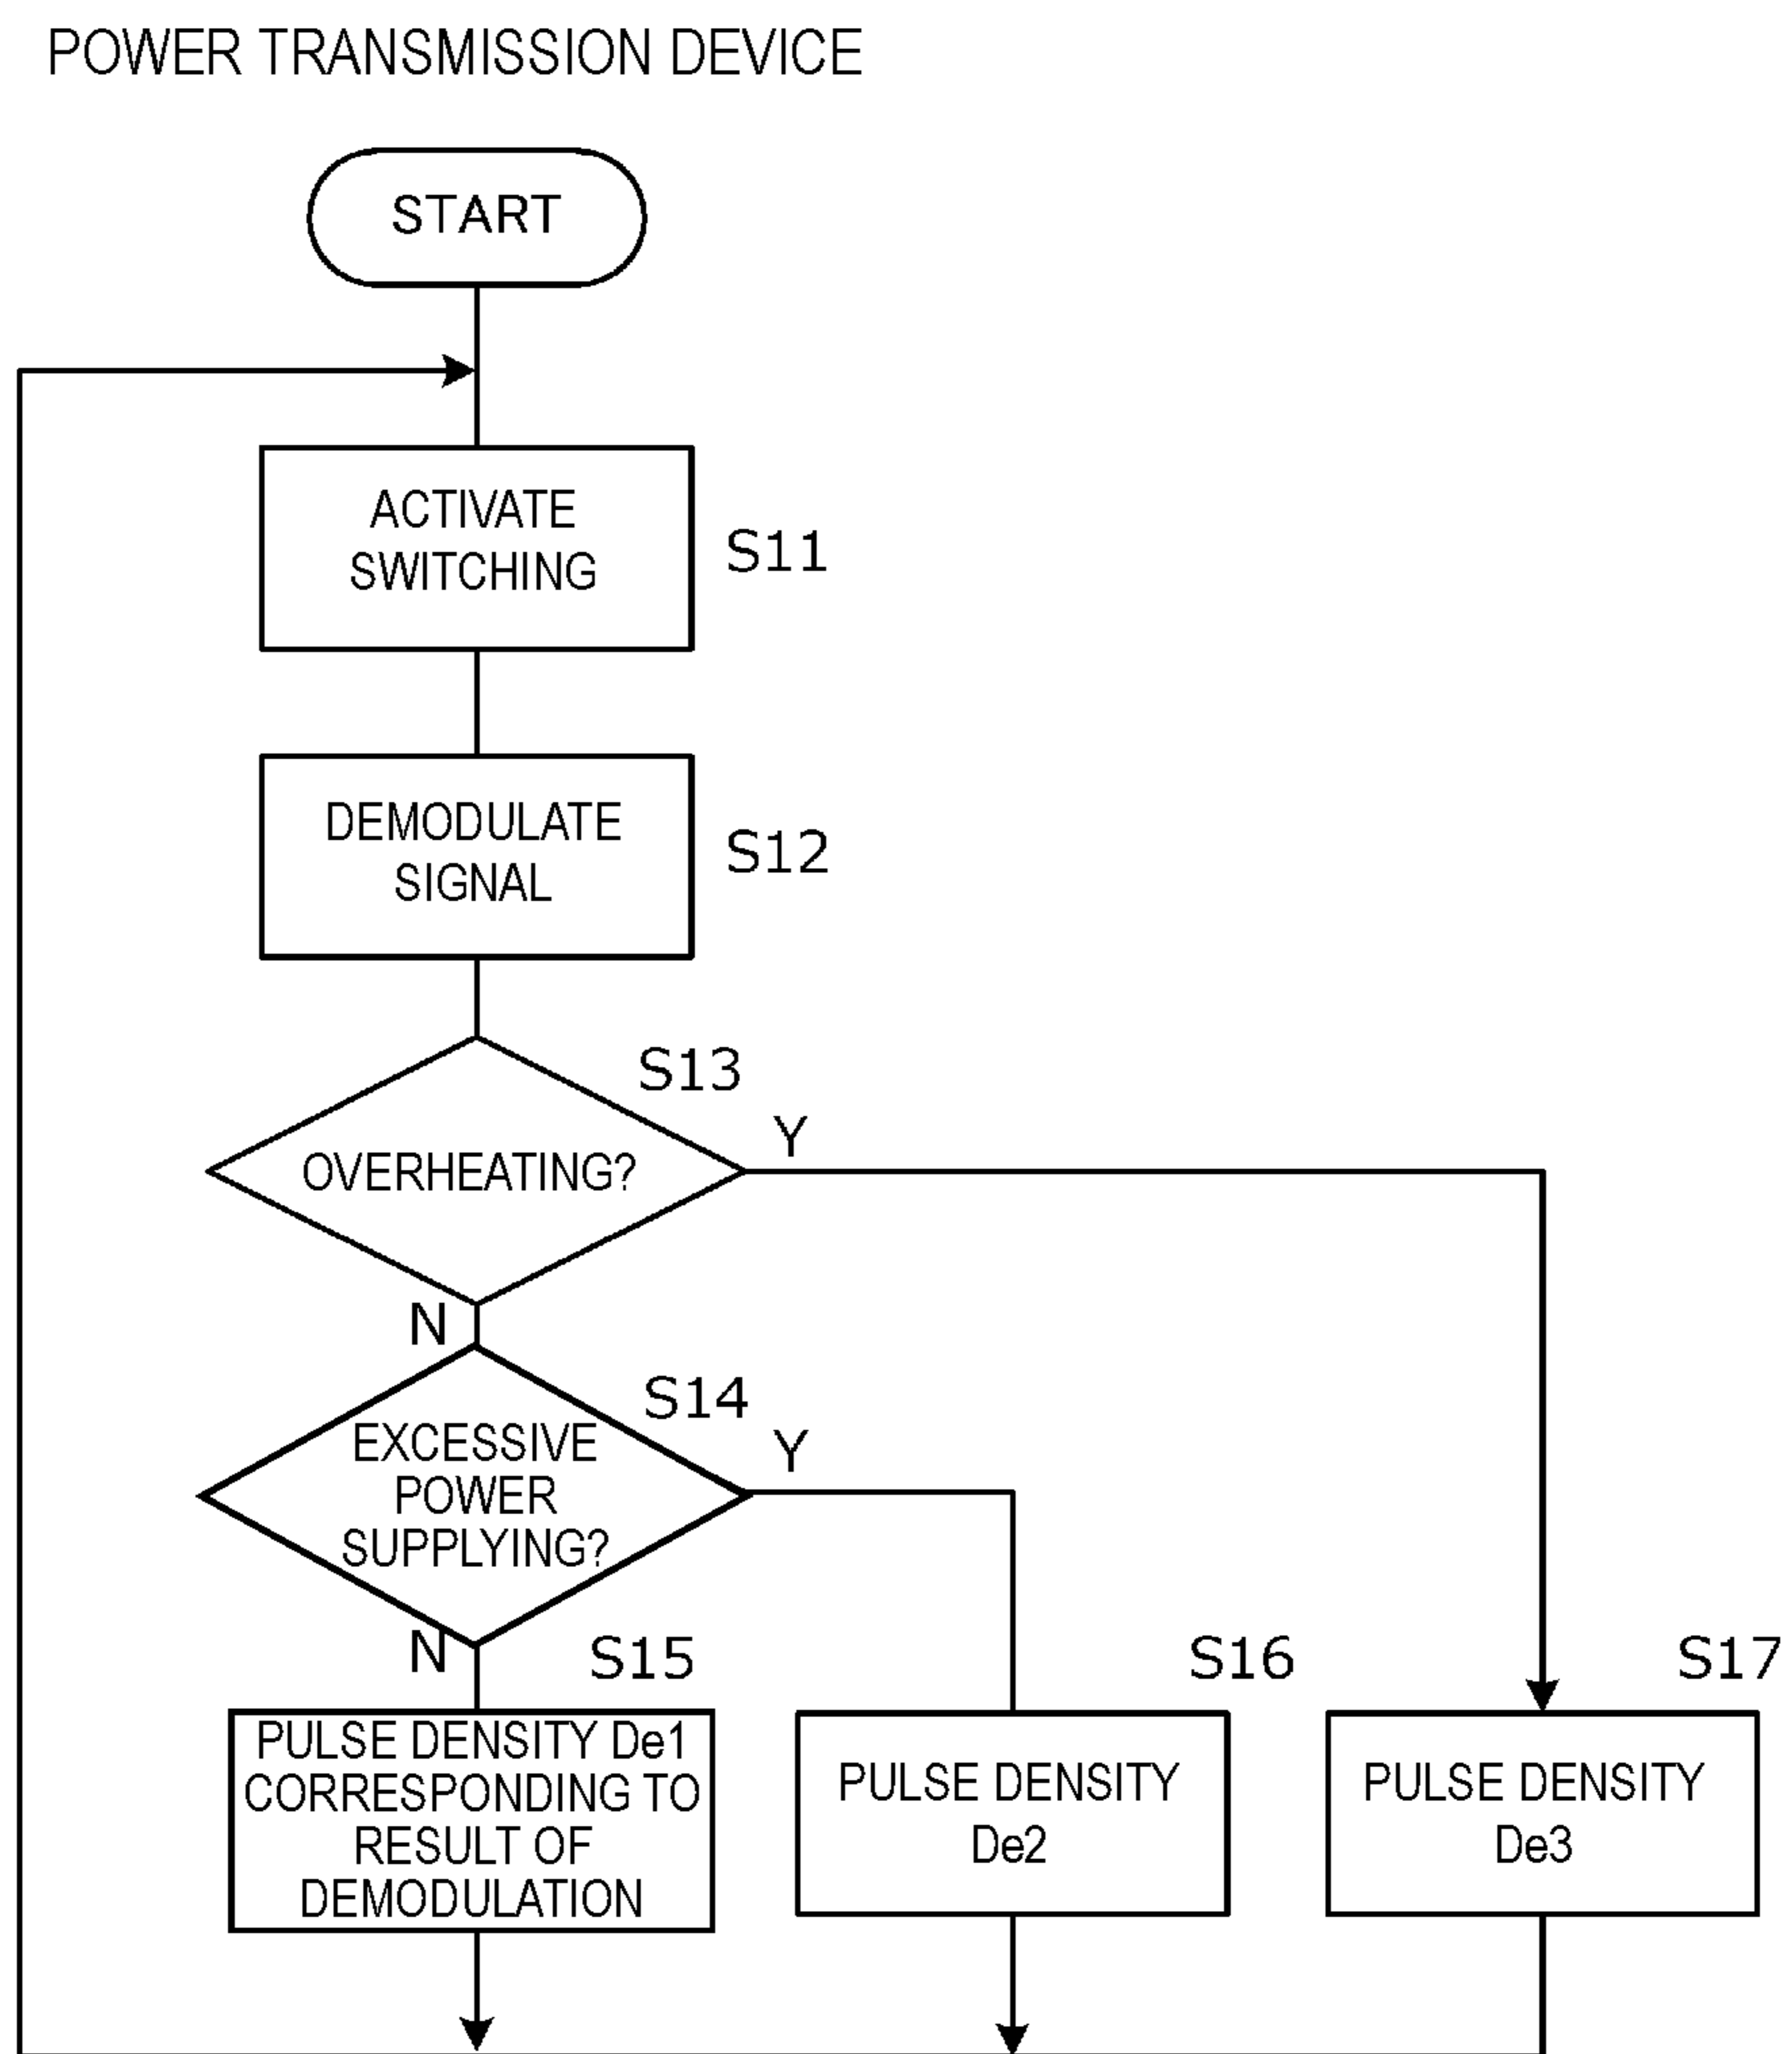 POWER TRANSMISSION DEVICE
START
ACTIVATE
SWITCHING
S11
DEMODULATE
SIGNAL
S12
S13
OVERHEATING?
Y
N
S14
EXCESSIVE
POWER
SUPPLYING?
Y
N
S15
PULSE DENSITY De1
CORRESPONDING TO
RESULT OF
DEMODULATION
S16
PULSE DENSITY
De2
S17
PULSE DENSITY
De3